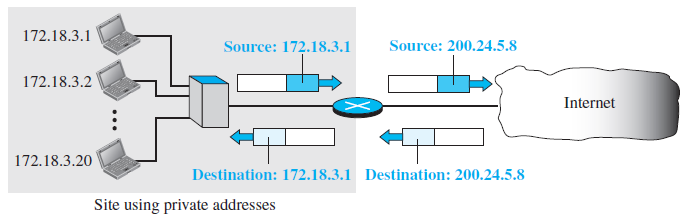 172.18.3.1
Source: 172.18.3.1
Source: 200.24.5.8
172.18.3.2
Internet
172.18.3.20
Destination: 172.18.3.1
Destination: 200.24.5.8
Site using private addresses